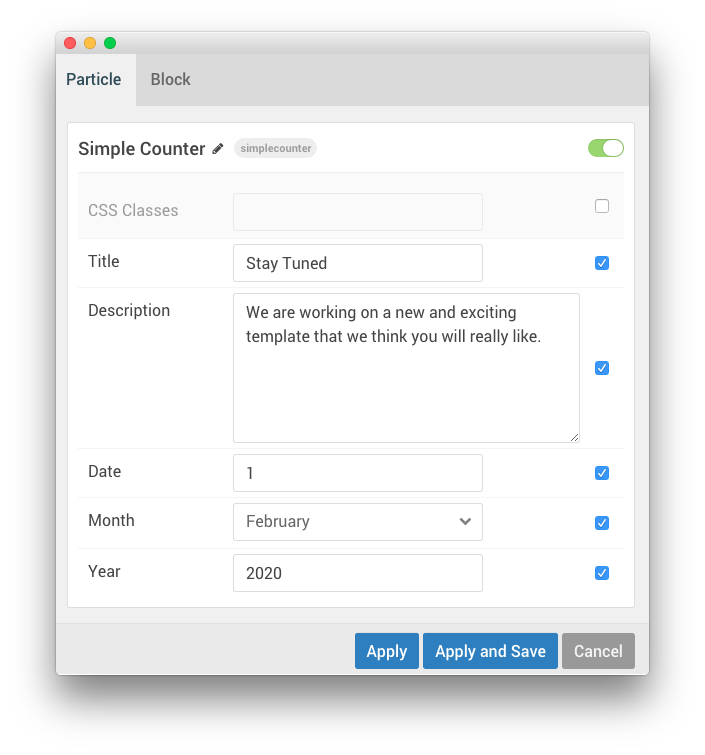 Particle Block
Simple Counter simplecounter
CSS Classes
Title Stay Tuned
Description We are working on a new and exciting
template that we think you will really like.
Date 1
Month February
Year 2020
Apply Apply and Save Cancel